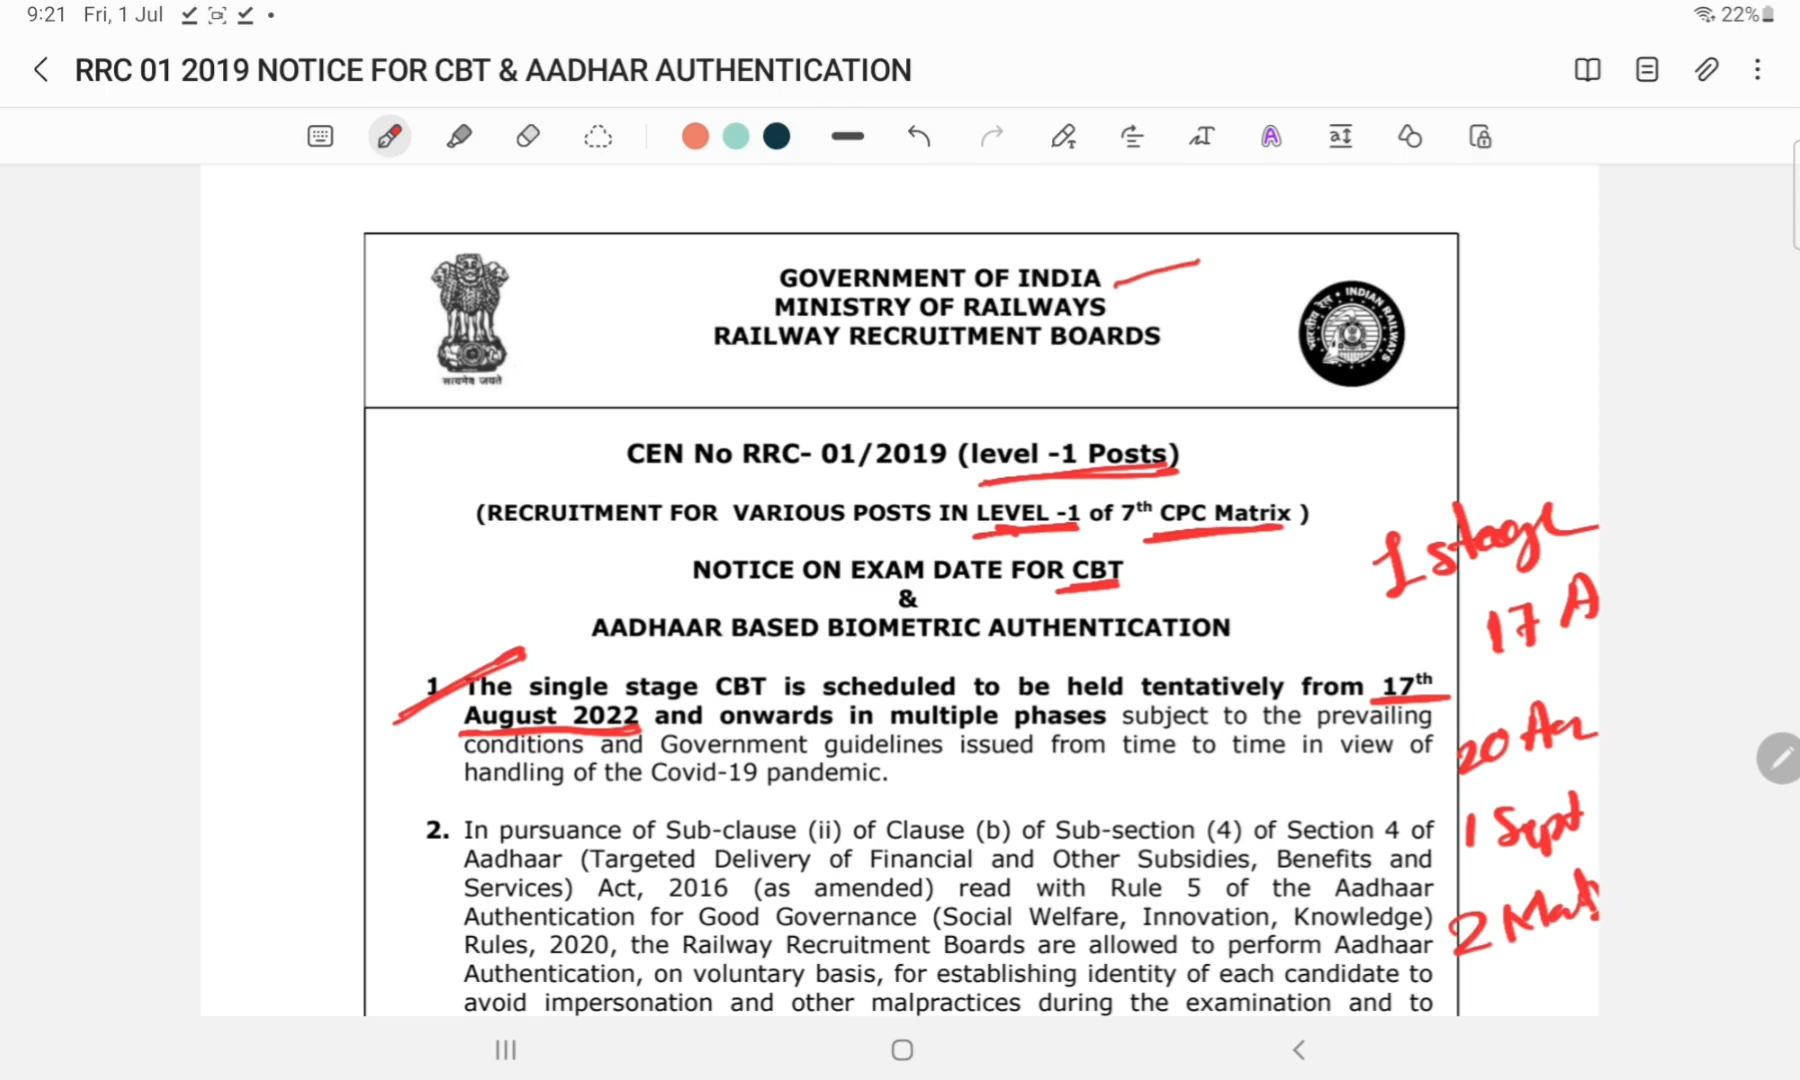 9:21 Fri, 1 Jul
22%
RRC 01 2019 NOTICE FOR CBT & AADHAR AUTHENTICATION
GOVERNMENT OF INDIA
MINISTRY OF RAILWAYS
RAILWAY RECRUITMENT BOARDS
सत्यमेव जयते
भारतीय रेल
INDIAN RAILWAYS
CEN No RRC- 01/2019 (level -1 Posts)
(RECRUITMENT FOR VARIOUS POSTS IN LEVEL -1 of 7th CPC Matrix )
NOTICE ON EXAM DATE FOR CBT
&
AADHAAR BASED BIOMETRIC AUTHENTICATION
1 stage
17 A
1. The single stage CBT is scheduled to be held tentatively from 17th
August 2022 and onwards in multiple phases subject to the prevailing
conditions and Government guidelines issued from time to time in view of
handling of the Covid-19 pandemic.
20
1 Sept
2
2. In pursuance of Sub-clause (ii) of Clause (b) of Sub-section (4) of Section 4 of
Aadhaar (Targeted Delivery of Financial and Other Subsidies, Benefits and
Services) Act, 2016 (as amended) read with Rule 5 of the Aadhaar
Authentication for Good Governance (Social Welfare, Innovation, Knowledge)
Rules, 2020, the Railway Recruitment Boards are allowed to perform Aadhaar
Authentication, on voluntary basis, for establishing identity of each candidate to
avoid impersonation and other malpractices during the examination and to